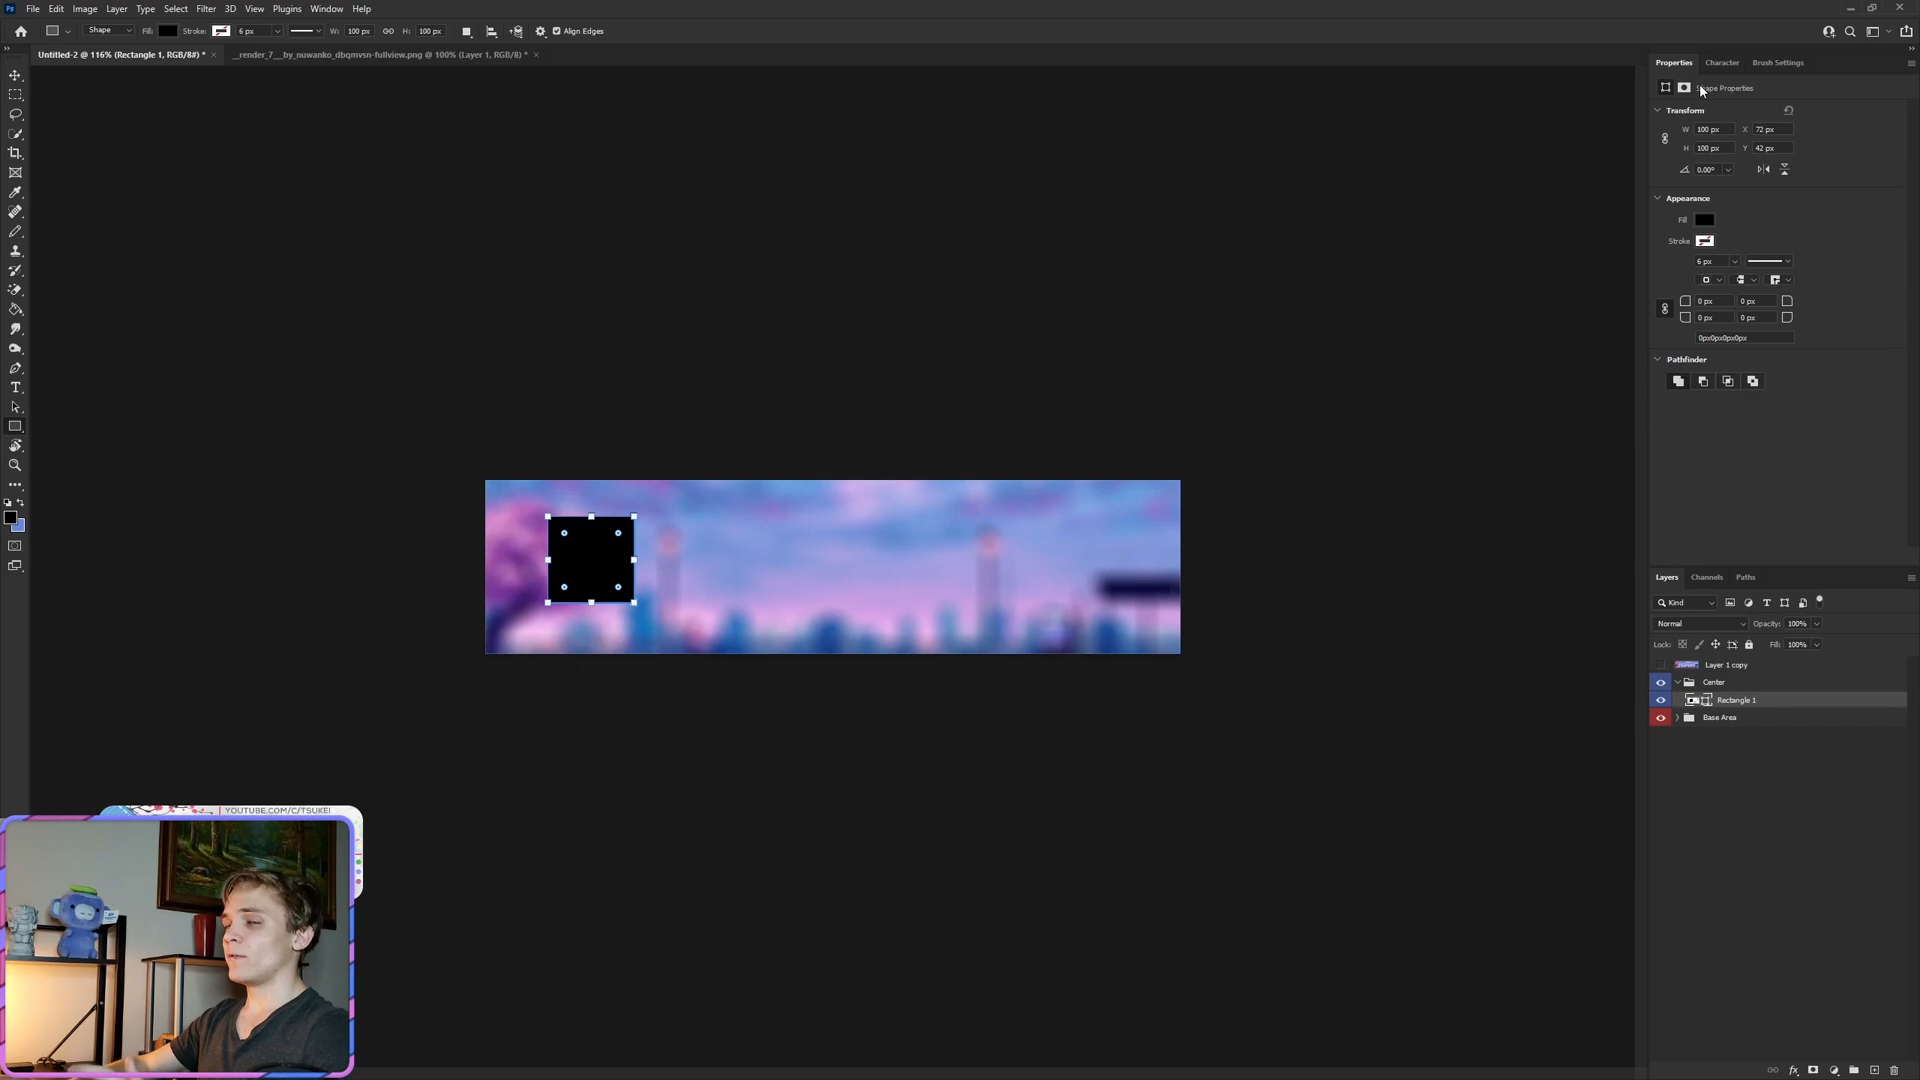 Ps File Edit Image Layer Type Select Filter 3D View Plugins Window Help
Shape Fill: Stroke: 6 px W: 100 px H: 100 px Align Edges
Untitled-2 @ 116% (Rectangle 1, RGB/8#) * × __render_7__by_nuwanko_dbqmvsn-fullview.png @ 100% (Layer 1, RGB/8) * ×
Properties Character Brush Settings
Shape Properties
Transform
W 100 px X 72 px
H 100 px Y 42 px
0.00°
Appearance
Fill
Stroke
6 px
0 px 0 px
0 px 0 px
0px0px0px0px
Pathfinder
Layers Channels Paths
Kind
Normal Opacity: 100%
Lock: Fill: 100%
Layer 1 copy
Center
Rectangle 1
Base Area
YOUTUBE.COM/C/TSUKEI